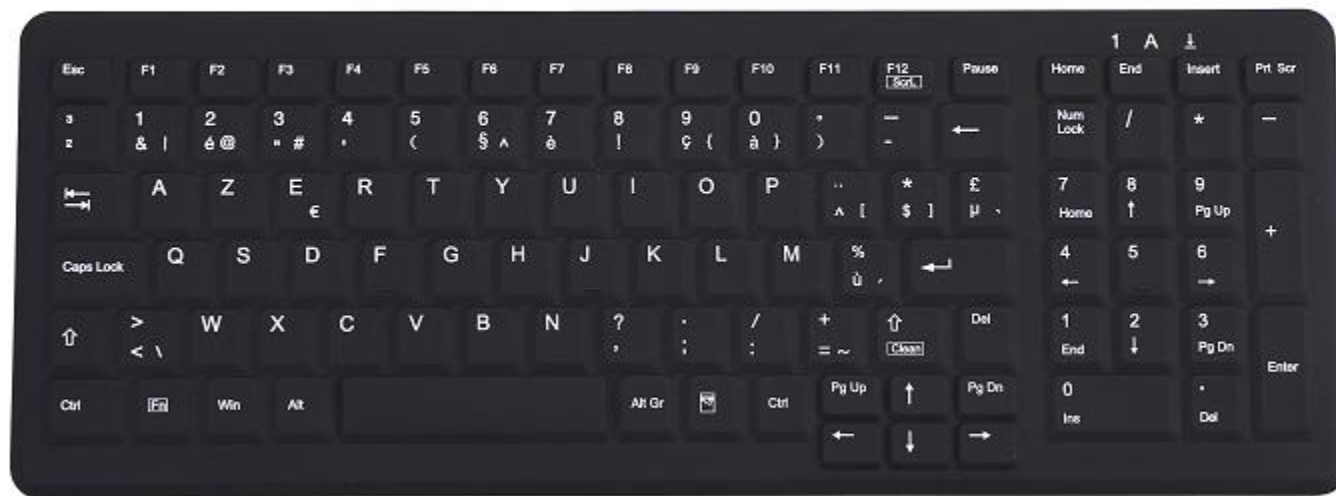 1 A ⤓
Esc F1 F2 F3 F4 F5 F6 F7 F8 F9 F10 F11 F12 ScrL Pause Home End Insert Prt Scr
3 1 2 3 4 5 6 7 8 9 0 ° — ← Num Lock / * —
2 & | é @ " # ' ( § ^ è ! ç { à } ) -
A Z E R T Y U I O P ¨ * £ 7 8 9
€ ^ [ $ ] µ ` Home ↑ Pg Up +
Caps Lock Q S D F G H J K L M % ↵ 4 5 6
ù ´ ← →
⇧ > W X C V B N ? . / + ⇧ Del 1 2 3
< \ , ; : = ~ Clean End ↓ Pg Dn Enter
Ctrl Fn Win Alt Alt Gr Ctrl Pg Up ↑ Pg Dn 0 .
Ins Del
← ↓ →